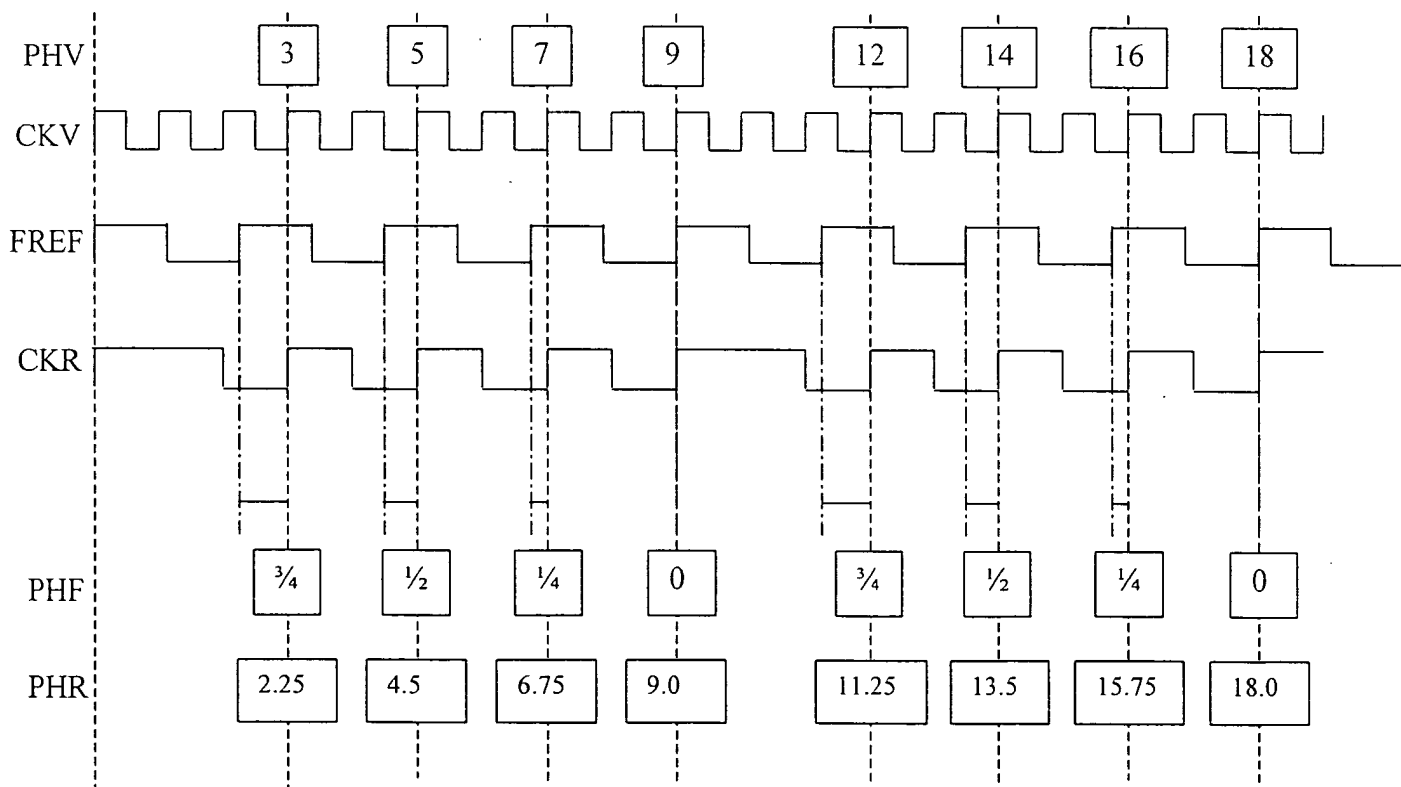 PHV 3 5 7 9 12 14 16 18
CKV
FREF
CKR
PHF ¾ ½ ¼ 0 ¾ ½ ¼ 0
PHR 2.25 4.5 6.75 9.0 11.25 13.5 15.75 18.0